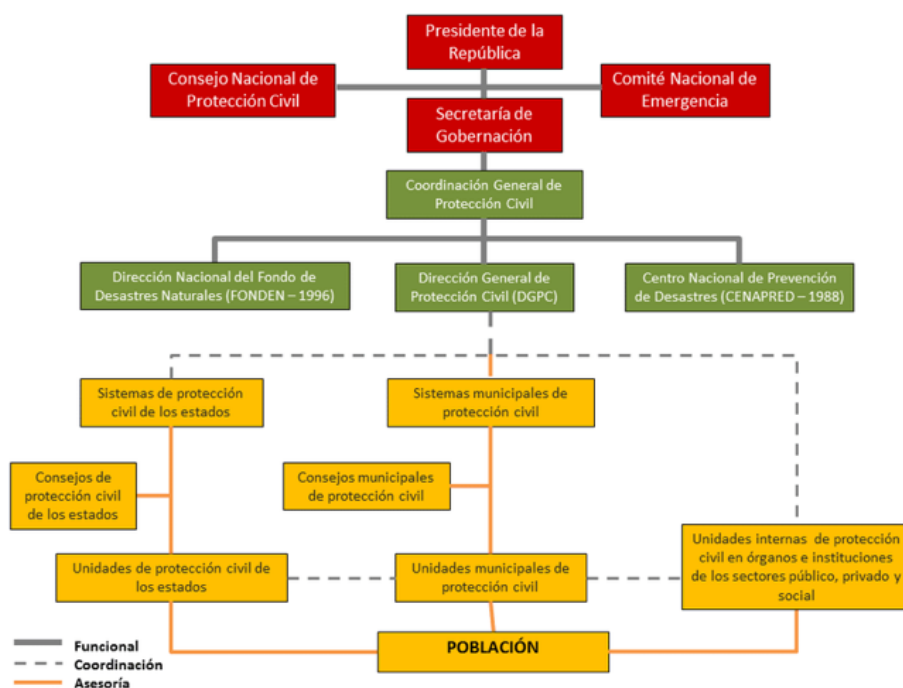 Presidente de la
República
Consejo Nacional de
Protección Civil
Comité Nacional de
Emergencia
Secretaría de
Gobernación
Coordinación General de
Protección Civil
Dirección Nacional del Fondo de
Desastres Naturales (FONDEN – 1996)
Dirección General de
Protección Civil (DGPC)
Centro Nacional de Prevención
de Desastres (CENAPRED – 1988)
Sistemas de protección
civil de los estados
Sistemas municipales de
protección civil
Consejos de
protección civil
de los estados
Consejos municipales
de protección civil
Unidades de protección civil de
los estados
Unidades municipales de
protección civil
Unidades internas de protección
civil en órganos e instituciones
de los sectores público, privado y
social
POBLACIÓN
Funcional
Coordinación
Asesoría